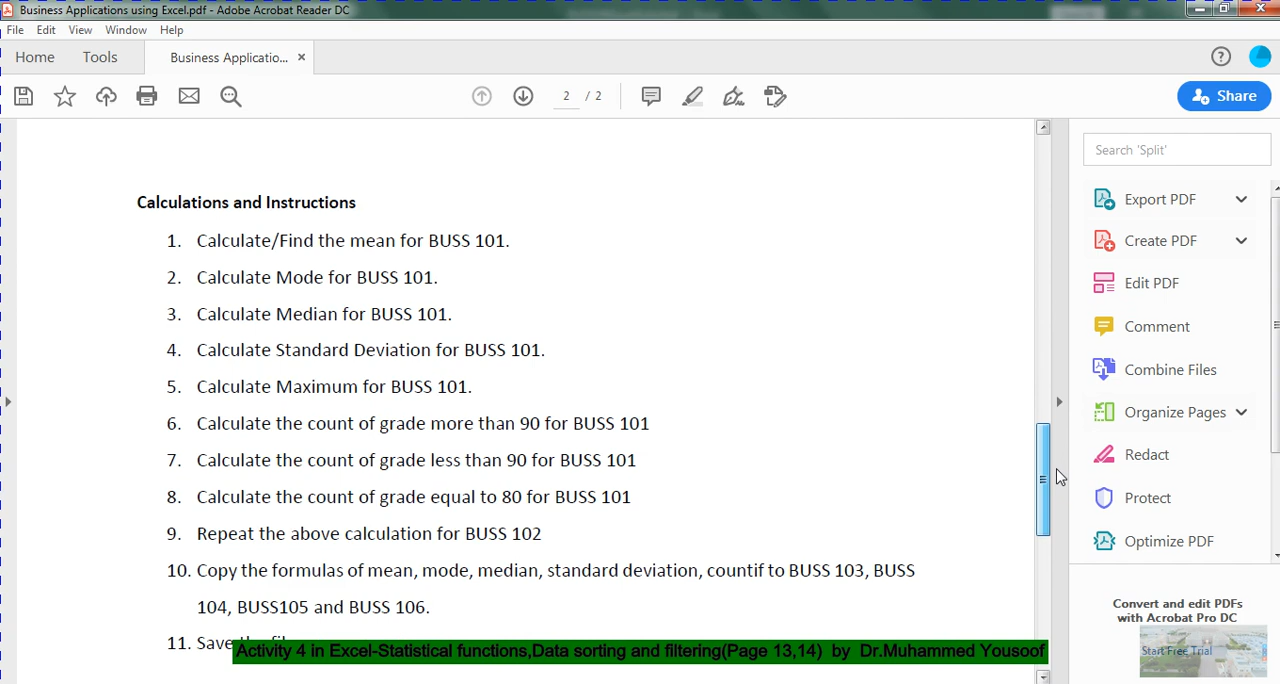 Business Applications using Excel.pdf - Adobe Acrobat Reader DC
File Edit View Window Help
Home Tools Business Applicatio... ×
2 / 2
Share
Search 'Split'
Calculations and Instructions
1. Calculate/Find the mean for BUSS 101.
2. Calculate Mode for BUSS 101.
3. Calculate Median for BUSS 101.
4. Calculate Standard Deviation for BUSS 101.
5. Calculate Maximum for BUSS 101.
6. Calculate the count of grade more than 90 for BUSS 101
7. Calculate the count of grade less than 90 for BUSS 101
8. Calculate the count of grade equal to 80 for BUSS 101
9. Repeat the above calculation for BUSS 102
10. Copy the formulas of mean, mode, median, standard deviation, countif to BUSS 103, BUSS
104, BUSS105 and BUSS 106.
11. Save
Activity 4 in Excel-Statistical functions,Data sorting and filtering(Page 13,14) by Dr.Muhammed Yousoof
Export PDF
Create PDF
Edit PDF
Comment
Combine Files
Organize Pages
Redact
Protect
Optimize PDF
Convert and edit PDFs
with Acrobat Pro DC
Start Free Trial